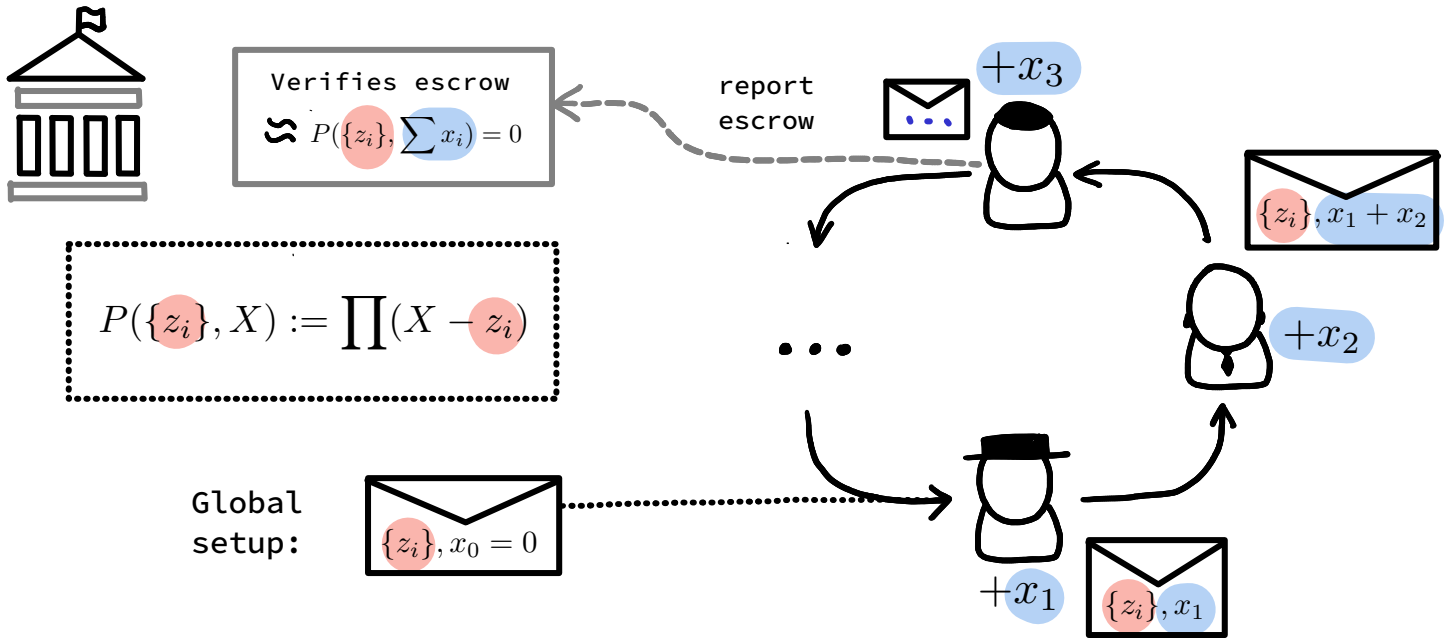 Verifies escrow
≈ P({z_i}, ∑ x_i) = 0
report
escrow
+x_3
...
{z_i}, x_1 + x_2
P({z_i}, X) := ∏(X − z_i)
+x_2
...
Global
setup:
{z_i}, x_0 = 0
+x_1
{z_i}, x_1